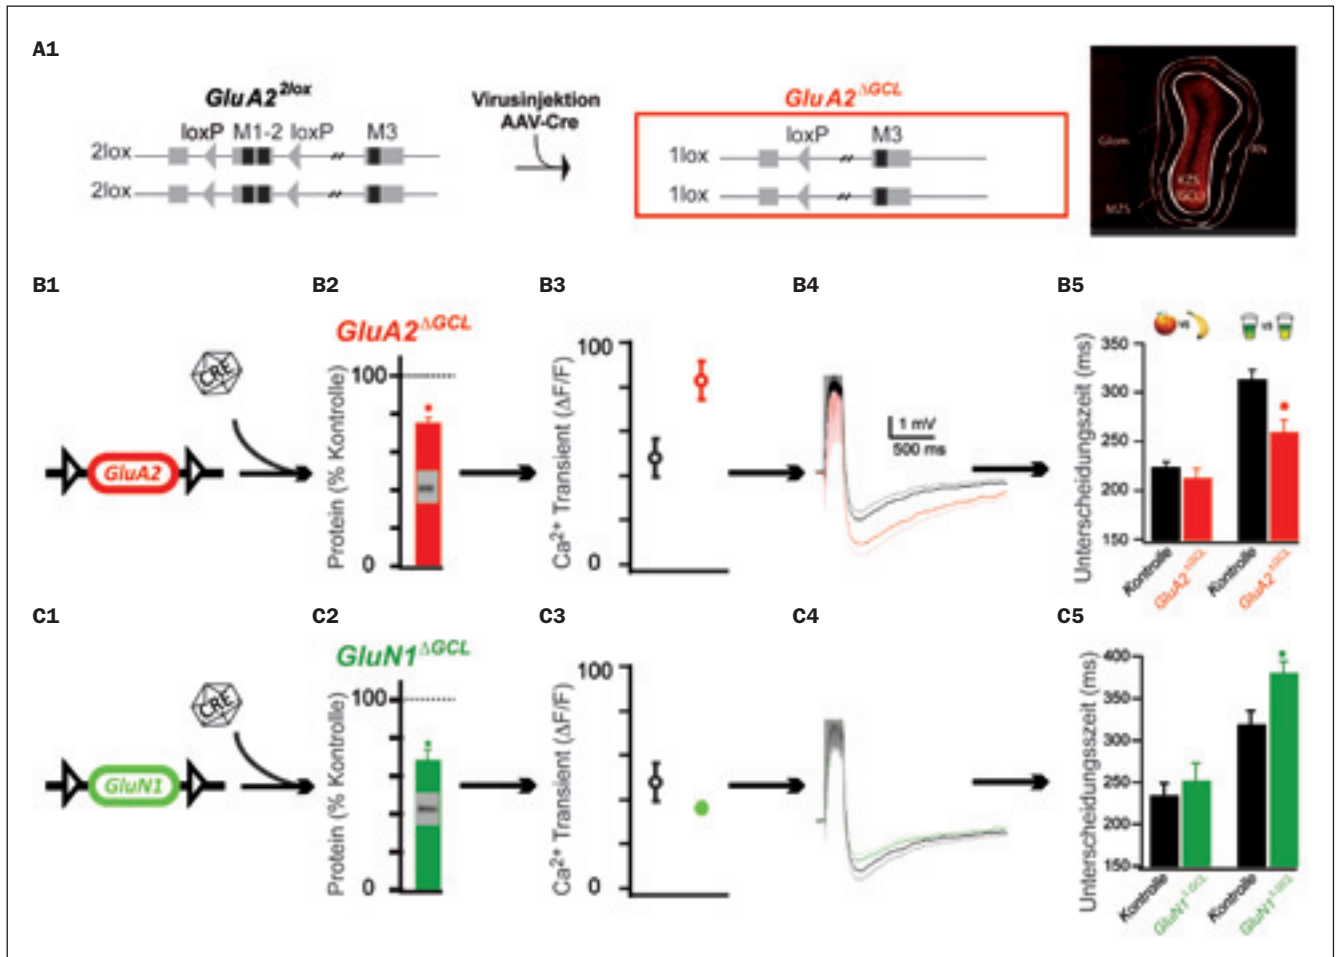 A1
GluA2 2lox
loxP M1-2 loxP M3
2lox
2lox
Virusinjektion
AAV-Cre
GluA2 ΔGCL
loxP M3
1lox
1lox
Glom
KZS
GCL
MZS
B1
CRE
GluA2
B2
GluA2 ΔGCL
Protein (% Kontrolle)
100
*
0
B3
Ca2+ Transient (ΔF/F)
100
0
B4
1 mV
500 ms
B5
vs
vs
Unterscheidungszeit (ms)
350
300
250
200
150
*
Kontrolle
GluA2 ΔGCL
Kontrolle
GluA2 ΔGCL
C1
CRE
GluN1
C2
GluN1 ΔGCL
Protein (% Kontrolle)
100
*
0
C3
Ca2+ Transient (ΔF/F)
100
0
C4
C5
Unterscheidungsszeit (ms)
400
350
300
250
200
150
*
Kontrolle
GluN1 ΔGCL
Kontrolle
GluN1 ΔGCL